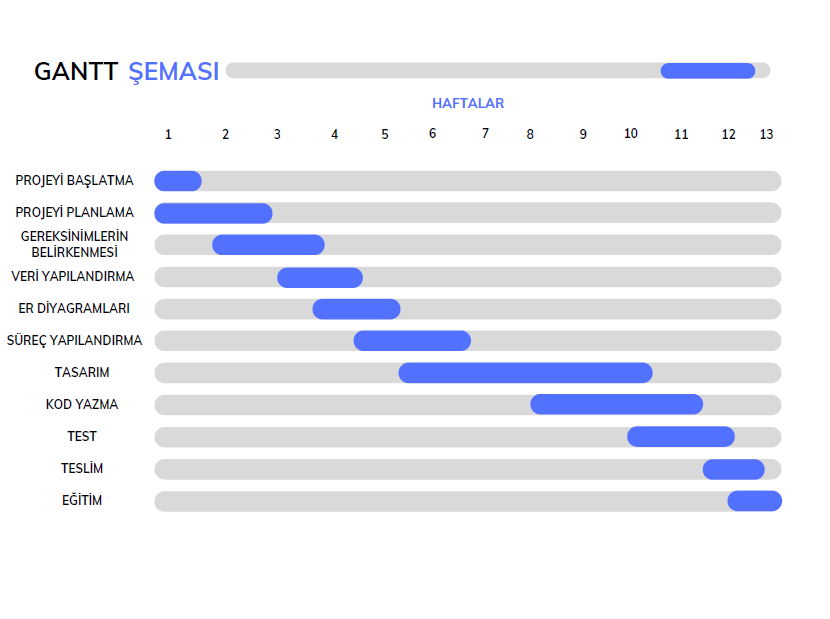 GANTT ŞEMASI
HAFTALAR
1 2 3 4 5 6 7 8 9 10 11 12 13
PROJEYİ BAŞLATMA
PROJEYİ PLANLAMA
GEREKSİNİMLERİN
BELİRKENMESİ
VERİ YAPILANDIRMA
ER DİYAGRAMLARI
SÜREÇ YAPILANDIRMA
TASARIM
KOD YAZMA
TEST
TESLİM
EĞİTİM